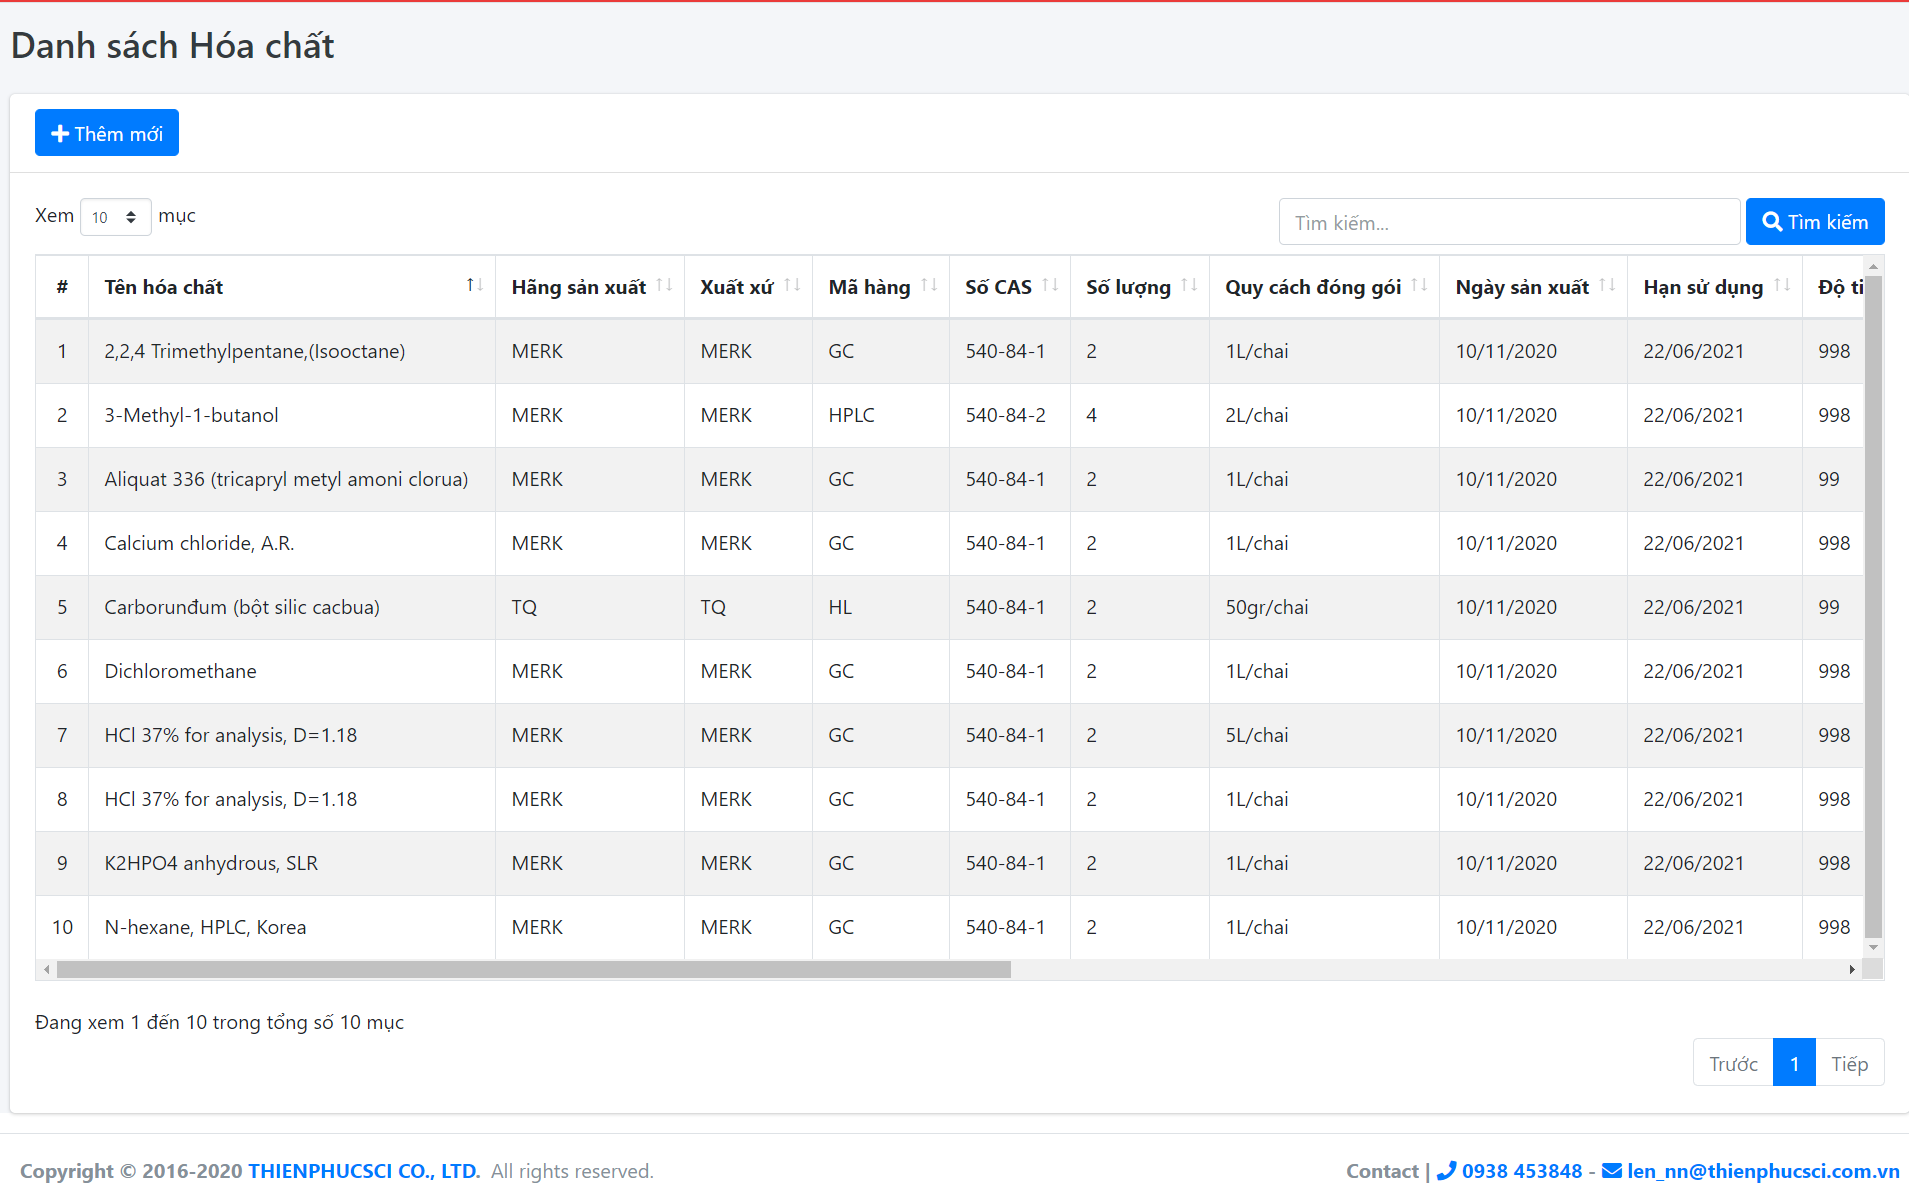 Danh sách Hóa chất
Thêm mới
Xem 10 mục
Tìm kiếm... Tìm kiếm
# Tên hóa chất Hãng sản xuất Xuất xứ Mã hàng Số CAS Số lượng Quy cách đóng gói Ngày sản xuất Hạn sử dụng Độ ti
1 2,2,4 Trimethylpentane,(Isooctane) MERK MERK GC 540-84-1 2 1L/chai 10/11/2020 22/06/2021 998
2 3-Methyl-1-butanol MERK MERK HPLC 540-84-2 4 2L/chai 10/11/2020 22/06/2021 998
3 Aliquat 336 (tricapryl metyl amoni clorua) MERK MERK GC 540-84-1 2 1L/chai 10/11/2020 22/06/2021 99
4 Calcium chloride, A.R. MERK MERK GC 540-84-1 2 1L/chai 10/11/2020 22/06/2021 998
5 Carborunđum (bột silic cacbua) TQ TQ HL 540-84-1 2 50gr/chai 10/11/2020 22/06/2021 99
6 Dichloromethane MERK MERK GC 540-84-1 2 1L/chai 10/11/2020 22/06/2021 998
7 HCl 37% for analysis, D=1.18 MERK MERK GC 540-84-1 2 5L/chai 10/11/2020 22/06/2021 998
8 HCl 37% for analysis, D=1.18 MERK MERK GC 540-84-1 2 1L/chai 10/11/2020 22/06/2021 998
9 K2HPO4 anhydrous, SLR MERK MERK GC 540-84-1 2 1L/chai 10/11/2020 22/06/2021 998
10 N-hexane, HPLC, Korea MERK MERK GC 540-84-1 2 1L/chai 10/11/2020 22/06/2021 998
Đang xem 1 đến 10 trong tổng số 10 mục
Trước 1 Tiếp
Copyright © 2016-2020 THIENPHUCSCI CO., LTD. All rights reserved.
Contact | 0938 453848 - len_nn@thienphucsci.com.vn